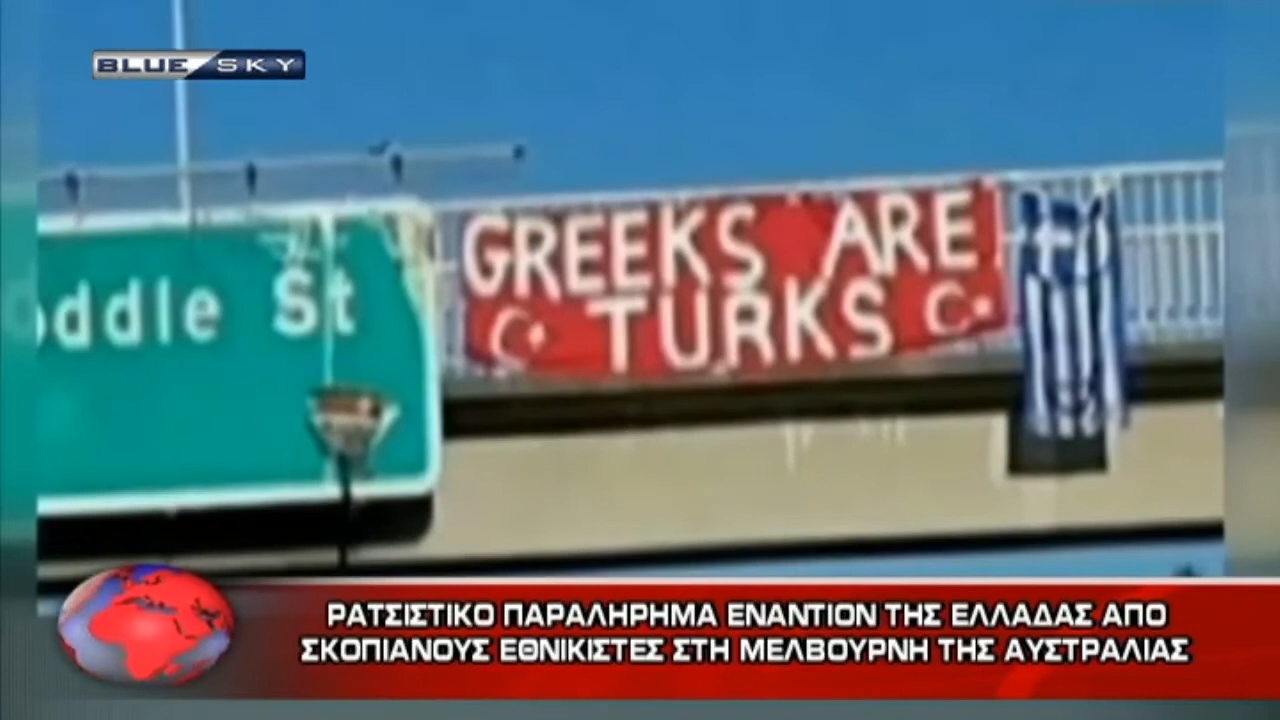 BLUE SKY
oddle St
GREEKS ARE
TURKS
ΡΑΤΣΙΣΤΙΚΟ ΠΑΡΑΛΗΡΗΜΑ ΕΝΑΝΤΙΟΝ ΤΗΣ ΕΛΛΑΔΑΣ ΑΠΟ
ΣΚΟΠΙΑΝΟΥΣ ΕΘΝΙΚΙΣΤΕΣ ΣΤΗ ΜΕΛΒΟΥΡΝΗ ΤΗΣ ΑΥΣΤΡΑΛΙΑΣ